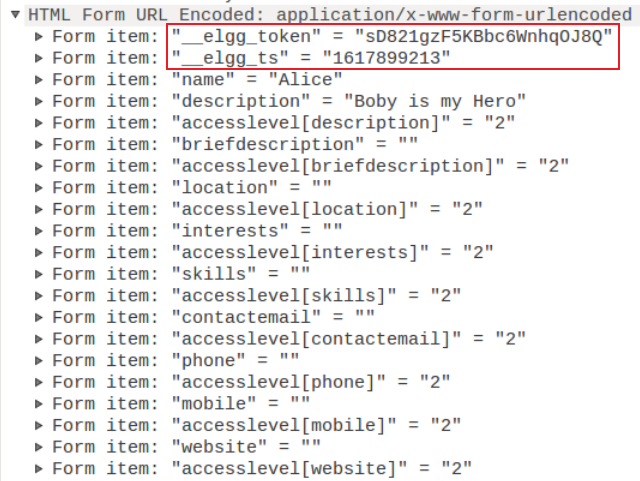 HTML Form URL Encoded: application/x-www-form-urlencoded
Form item: "__elgg_token" = "sD821gzF5KBbc6WnhqOJ8Q"
Form item: "__elgg_ts" = "1617899213"
Form item: "name" = "Alice"
Form item: "description" = "Boby is my Hero"
Form item: "accesslevel[description]" = "2"
Form item: "briefdescription" = ""
Form item: "accesslevel[briefdescription]" = "2"
Form item: "location" = ""
Form item: "accesslevel[location]" = "2"
Form item: "interests" = ""
Form item: "accesslevel[interests]" = "2"
Form item: "skills" = ""
Form item: "accesslevel[skills]" = "2"
Form item: "contactemail" = ""
Form item: "accesslevel[contactemail]" = "2"
Form item: "phone" = ""
Form item: "accesslevel[phone]" = "2"
Form item: "mobile" = ""
Form item: "accesslevel[mobile]" = "2"
Form item: "website" = ""
Form item: "accesslevel[website]" = "2"